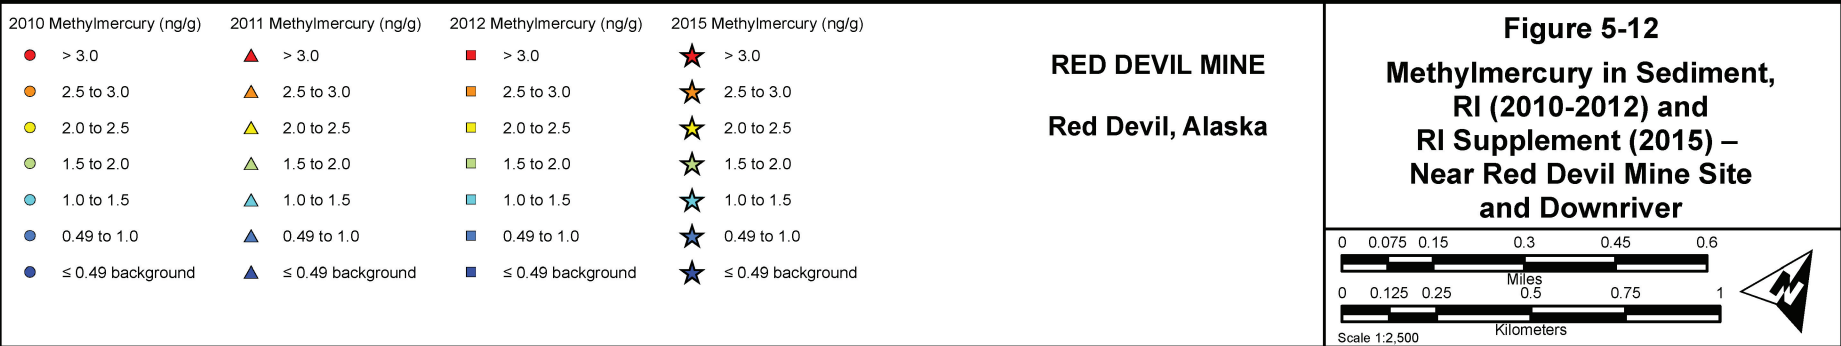 2010 Methylmercury (ng/g)
> 3.0
2.5 to 3.0
2.0 to 2.5
1.5 to 2.0
1.0 to 1.5
0.49 to 1.0
≤ 0.49 background
2011 Methylmercury (ng/g)
> 3.0
2.5 to 3.0
2.0 to 2.5
1.5 to 2.0
1.0 to 1.5
0.49 to 1.0
≤ 0.49 background
2012 Methylmercury (ng/g)
> 3.0
2.5 to 3.0
2.0 to 2.5
1.5 to 2.0
1.0 to 1.5
0.49 to 1.0
≤ 0.49 background
2015 Methylmercury (ng/g)
> 3.0
2.5 to 3.0
2.0 to 2.5
1.5 to 2.0
1.0 to 1.5
0.49 to 1.0
≤ 0.49 background
RED DEVIL MINE
Red Devil, Alaska
Figure 5-12
Methylmercury in Sediment,
RI (2010-2012) and
RI Supplement (2015) –
Near Red Devil Mine Site
and Downriver
0 0.075 0.15 0.3 0.45 0.6
Miles
0 0.125 0.25 0.5 0.75 1
Kilometers
Scale 1:2,500
N